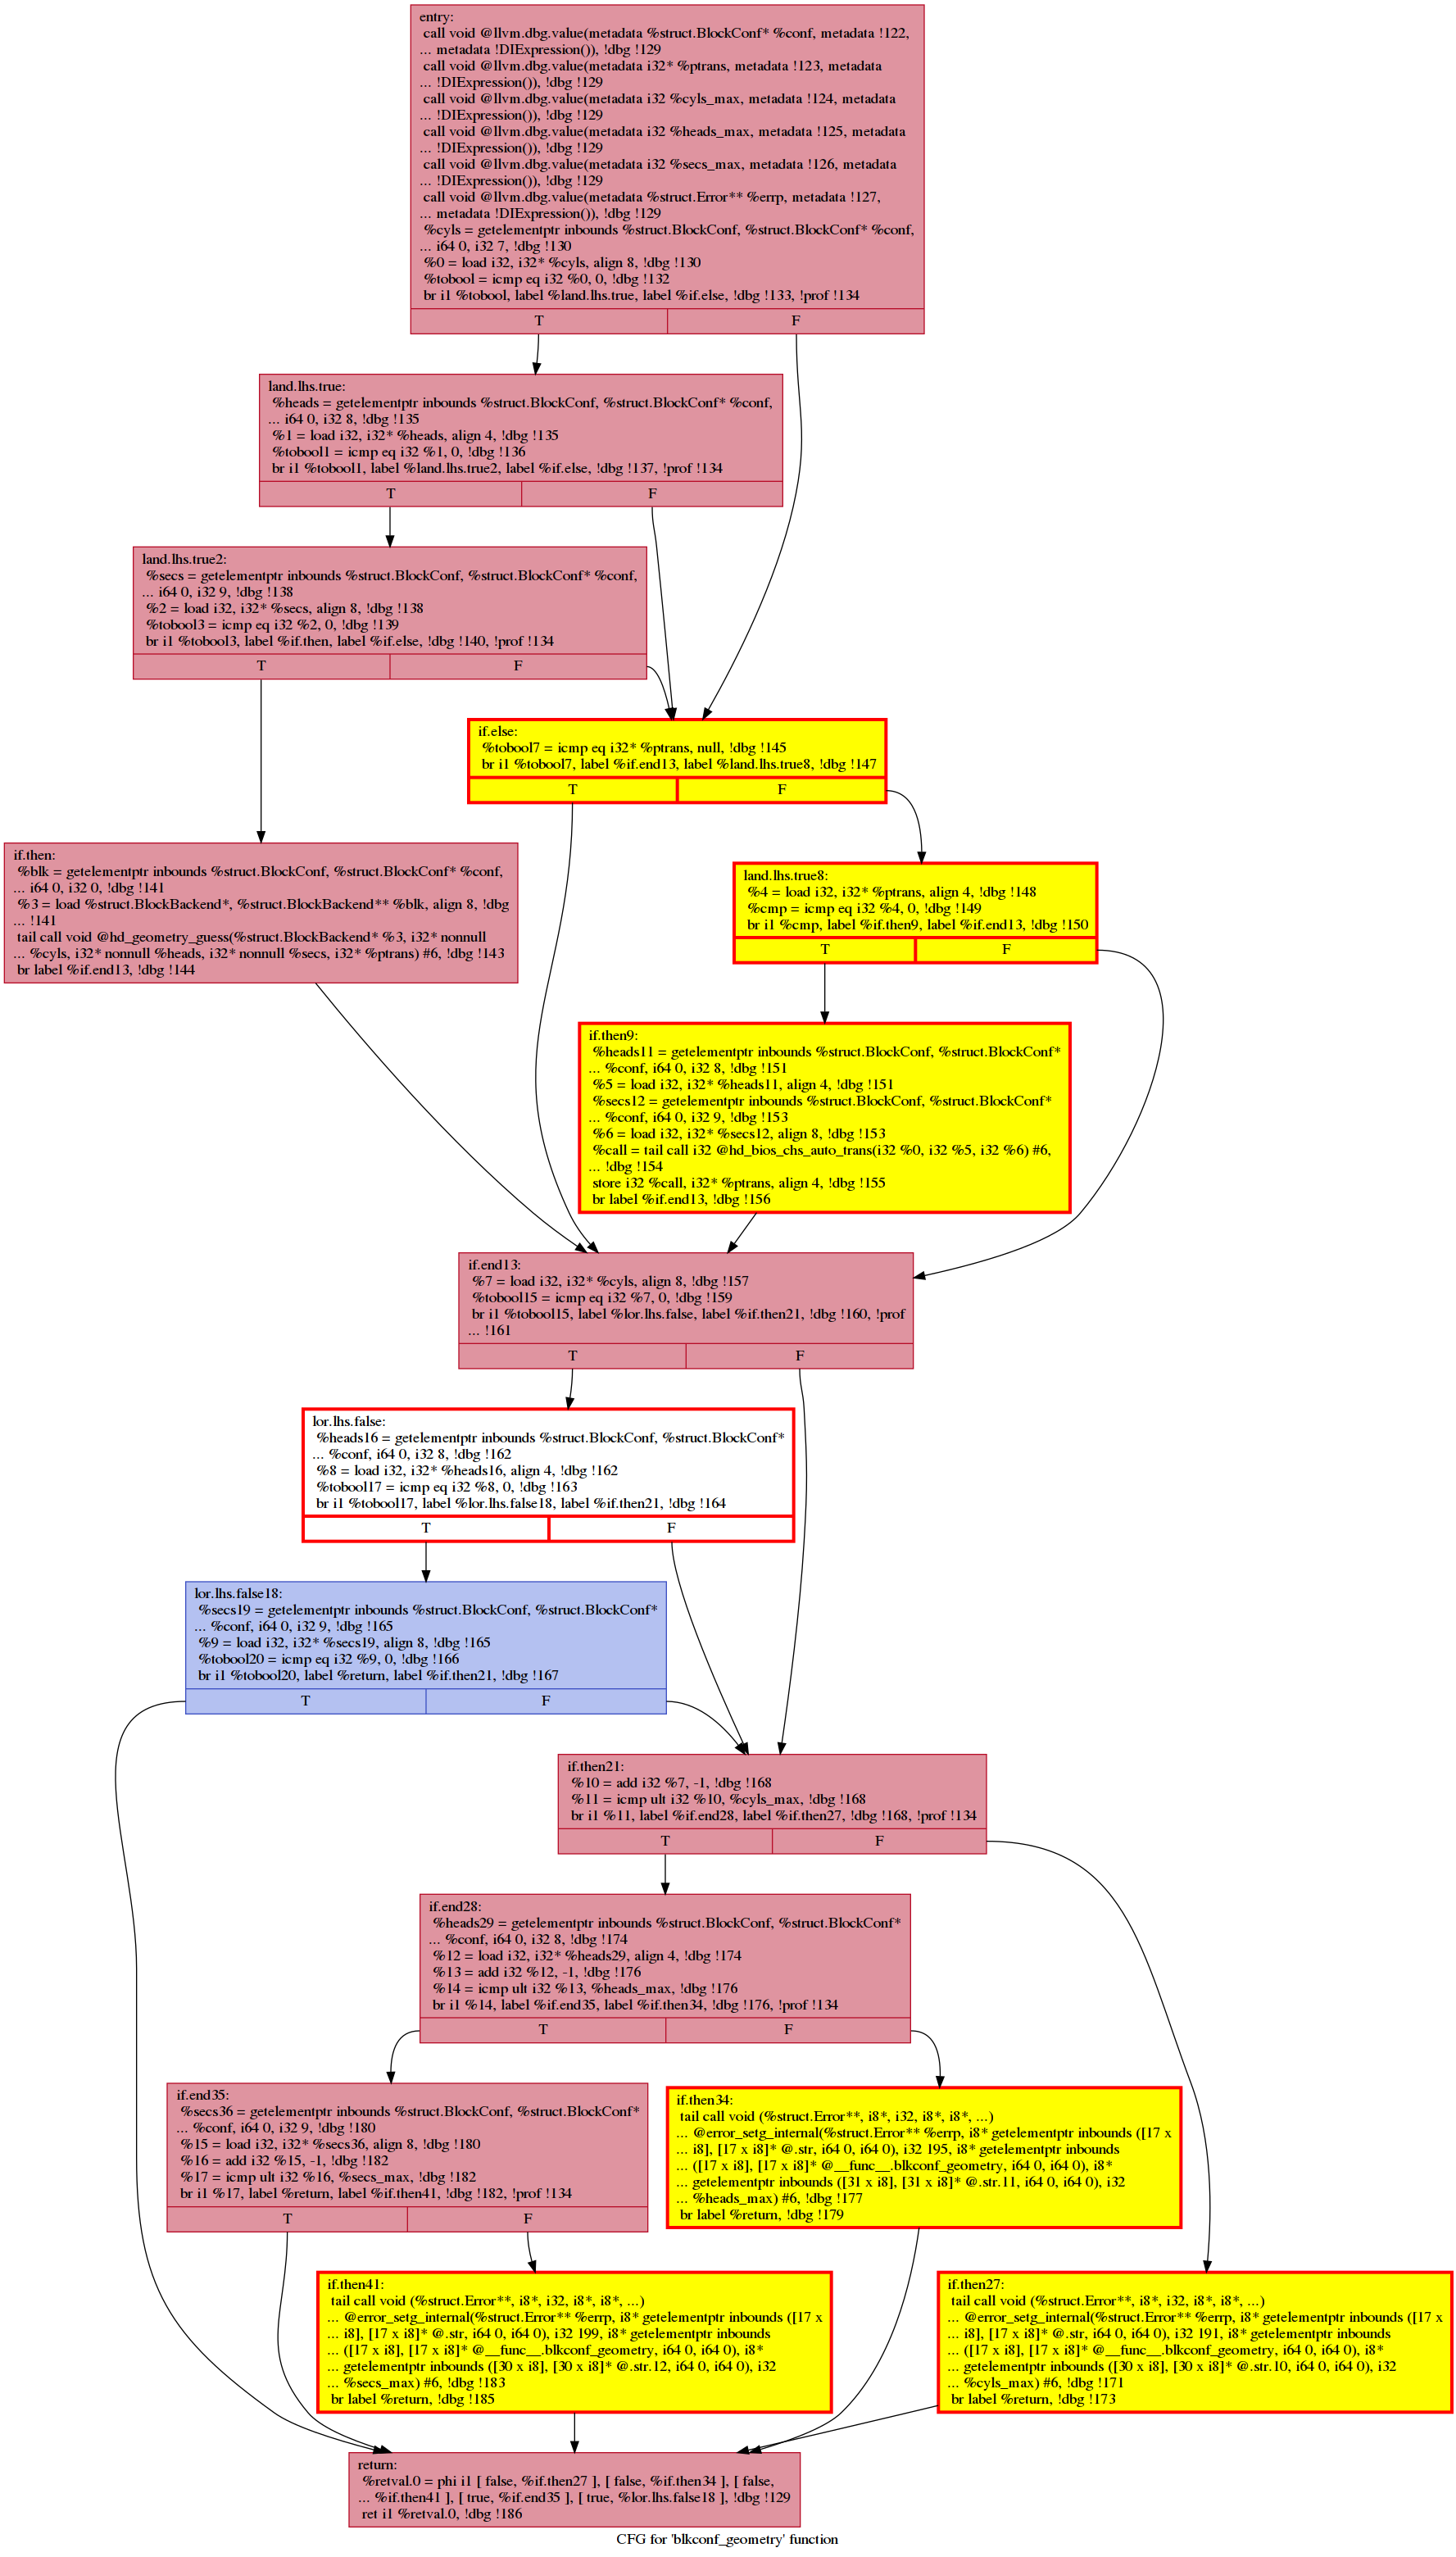 entry:
call void @llvm.dbg.value(metadata %struct.BlockConf* %conf, metadata !122,
... metadata !DIExpression()), !dbg !129
call void @llvm.dbg.value(metadata i32* %ptrans, metadata !123, metadata
... !DIExpression()), !dbg !129
call void @llvm.dbg.value(metadata i32 %cyls_max, metadata !124, metadata
... !DIExpression()), !dbg !129
call void @llvm.dbg.value(metadata i32 %heads_max, metadata !125, metadata
... !DIExpression()), !dbg !129
call void @llvm.dbg.value(metadata i32 %secs_max, metadata !126, metadata
... !DIExpression()), !dbg !129
call void @llvm.dbg.value(metadata %struct.Error** %errp, metadata !127,
... metadata !DIExpression()), !dbg !129
%cyls = getelementptr inbounds %struct.BlockConf, %struct.BlockConf* %conf,
... i64 0, i32 7, !dbg !130
%0 = load i32, i32* %cyls, align 8, !dbg !130
%tobool = icmp eq i32 %0, 0, !dbg !132
br i1 %tobool, label %land.lhs.true, label %if.else, !dbg !133, !prof !134
T F
land.lhs.true:
%heads = getelementptr inbounds %struct.BlockConf, %struct.BlockConf* %conf,
... i64 0, i32 8, !dbg !135
%1 = load i32, i32* %heads, align 4, !dbg !135
%tobool1 = icmp eq i32 %1, 0, !dbg !136
br i1 %tobool1, label %land.lhs.true2, label %if.else, !dbg !137, !prof !134
T F
land.lhs.true2:
%secs = getelementptr inbounds %struct.BlockConf, %struct.BlockConf* %conf,
... i64 0, i32 9, !dbg !138
%2 = load i32, i32* %secs, align 8, !dbg !138
%tobool3 = icmp eq i32 %2, 0, !dbg !139
br i1 %tobool3, label %if.then, label %if.else, !dbg !140, !prof !134
T F
if.else:
%tobool7 = icmp eq i32* %ptrans, null, !dbg !145
br i1 %tobool7, label %if.end13, label %land.lhs.true8, !dbg !147
T F
if.then:
%blk = getelementptr inbounds %struct.BlockConf, %struct.BlockConf* %conf,
... i64 0, i32 0, !dbg !141
%3 = load %struct.BlockBackend*, %struct.BlockBackend** %blk, align 8, !dbg
... !141
tail call void @hd_geometry_guess(%struct.BlockBackend* %3, i32* nonnull
... %cyls, i32* nonnull %heads, i32* nonnull %secs, i32* %ptrans) #6, !dbg !143
br label %if.end13, !dbg !144
land.lhs.true8:
%4 = load i32, i32* %ptrans, align 4, !dbg !148
%cmp = icmp eq i32 %4, 0, !dbg !149
br i1 %cmp, label %if.then9, label %if.end13, !dbg !150
T F
if.then9:
%heads11 = getelementptr inbounds %struct.BlockConf, %struct.BlockConf*
... %conf, i64 0, i32 8, !dbg !151
%5 = load i32, i32* %heads11, align 4, !dbg !151
%secs12 = getelementptr inbounds %struct.BlockConf, %struct.BlockConf*
... %conf, i64 0, i32 9, !dbg !153
%6 = load i32, i32* %secs12, align 8, !dbg !153
%call = tail call i32 @hd_bios_chs_auto_trans(i32 %0, i32 %5, i32 %6) #6,
... !dbg !154
store i32 %call, i32* %ptrans, align 4, !dbg !155
br label %if.end13, !dbg !156
if.end13:
%7 = load i32, i32* %cyls, align 8, !dbg !157
%tobool15 = icmp eq i32 %7, 0, !dbg !159
br i1 %tobool15, label %lor.lhs.false, label %if.then21, !dbg !160, !prof
... !161
T F
lor.lhs.false:
%heads16 = getelementptr inbounds %struct.BlockConf, %struct.BlockConf*
... %conf, i64 0, i32 8, !dbg !162
%8 = load i32, i32* %heads16, align 4, !dbg !162
%tobool17 = icmp eq i32 %8, 0, !dbg !163
br i1 %tobool17, label %lor.lhs.false18, label %if.then21, !dbg !164
T F
lor.lhs.false18:
%secs19 = getelementptr inbounds %struct.BlockConf, %struct.BlockConf*
... %conf, i64 0, i32 9, !dbg !165
%9 = load i32, i32* %secs19, align 8, !dbg !165
%tobool20 = icmp eq i32 %9, 0, !dbg !166
br i1 %tobool20, label %return, label %if.then21, !dbg !167
T F
if.then21:
%10 = add i32 %7, -1, !dbg !168
%11 = icmp ult i32 %10, %cyls_max, !dbg !168
br i1 %11, label %if.end28, label %if.then27, !dbg !168, !prof !134
T F
if.end28:
%heads29 = getelementptr inbounds %struct.BlockConf, %struct.BlockConf*
... %conf, i64 0, i32 8, !dbg !174
%12 = load i32, i32* %heads29, align 4, !dbg !174
%13 = add i32 %12, -1, !dbg !176
%14 = icmp ult i32 %13, %heads_max, !dbg !176
br i1 %14, label %if.end35, label %if.then34, !dbg !176, !prof !134
T F
if.end35:
%secs36 = getelementptr inbounds %struct.BlockConf, %struct.BlockConf*
... %conf, i64 0, i32 9, !dbg !180
%15 = load i32, i32* %secs36, align 8, !dbg !180
%16 = add i32 %15, -1, !dbg !182
%17 = icmp ult i32 %16, %secs_max, !dbg !182
br i1 %17, label %return, label %if.then41, !dbg !182, !prof !134
T F
if.then34:
tail call void (%struct.Error**, i8*, i32, i8*, i8*, ...)
... @error_setg_internal(%struct.Error** %errp, i8* getelementptr inbounds ([17 x
... i8], [17 x i8]* @.str, i64 0, i64 0), i32 195, i8* getelementptr inbounds
... ([17 x i8], [17 x i8]* @__func__.blkconf_geometry, i64 0, i64 0), i8*
... getelementptr inbounds ([31 x i8], [31 x i8]* @.str.11, i64 0, i64 0), i32
... %heads_max) #6, !dbg !177
br label %return, !dbg !179
if.then41:
tail call void (%struct.Error**, i8*, i32, i8*, i8*, ...)
... @error_setg_internal(%struct.Error** %errp, i8* getelementptr inbounds ([17 x
... i8], [17 x i8]* @.str, i64 0, i64 0), i32 199, i8* getelementptr inbounds
... ([17 x i8], [17 x i8]* @__func__.blkconf_geometry, i64 0, i64 0), i8*
... getelementptr inbounds ([30 x i8], [30 x i8]* @.str.12, i64 0, i64 0), i32
... %secs_max) #6, !dbg !183
br label %return, !dbg !185
if.then27:
tail call void (%struct.Error**, i8*, i32, i8*, i8*, ...)
... @error_setg_internal(%struct.Error** %errp, i8* getelementptr inbounds ([17 x
... i8], [17 x i8]* @.str, i64 0, i64 0), i32 191, i8* getelementptr inbounds
... ([17 x i8], [17 x i8]* @__func__.blkconf_geometry, i64 0, i64 0), i8*
... getelementptr inbounds ([30 x i8], [30 x i8]* @.str.10, i64 0, i64 0), i32
... %cyls_max) #6, !dbg !171
br label %return, !dbg !173
return:
%retval.0 = phi i1 [ false, %if.then27 ], [ false, %if.then34 ], [ false,
... %if.then41 ], [ true, %if.end35 ], [ true, %lor.lhs.false18 ], !dbg !129
ret i1 %retval.0, !dbg !186
CFG for 'blkconf_geometry' function